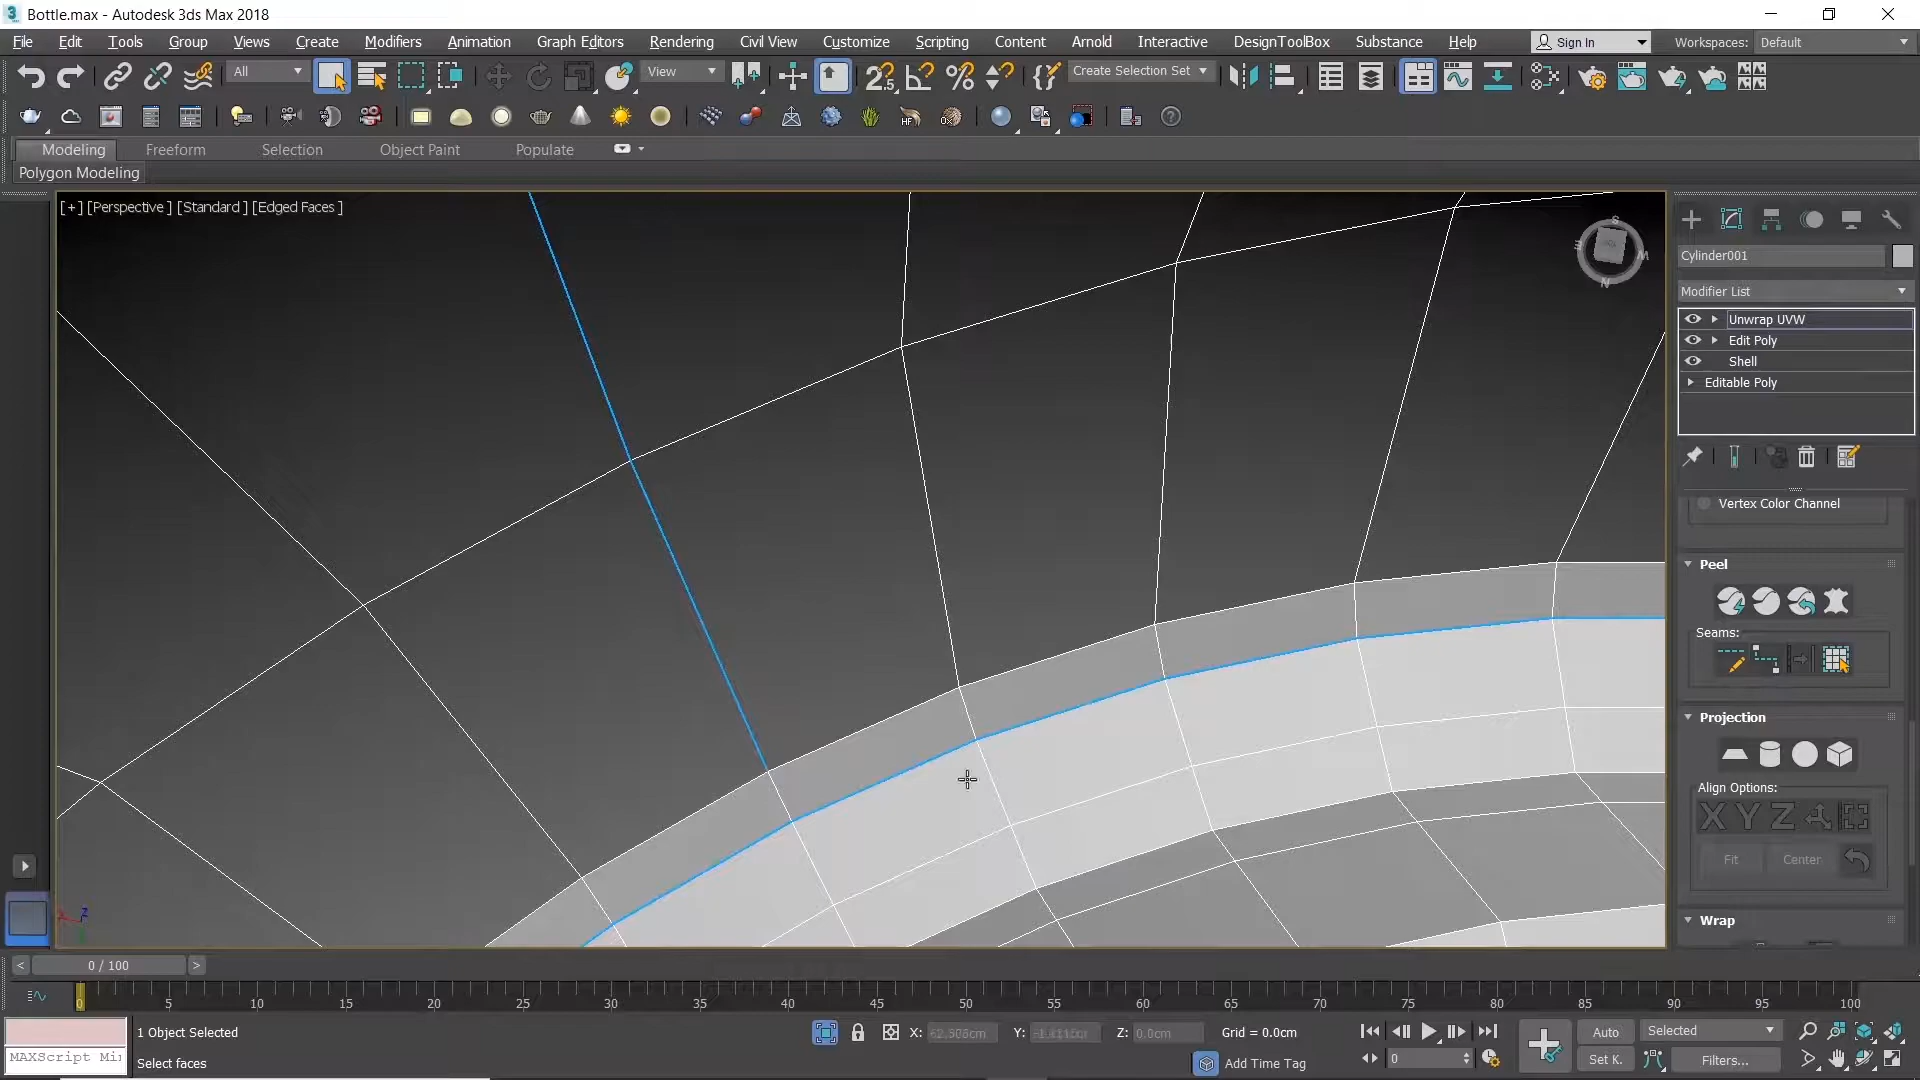 Bottle.max - Autodesk 3ds Max 2018
File Edit Tools Group Views Create Modifiers Animation Graph Editors Rendering Civil View Customize Scripting Content Arnold Interactive DesignToolBox Substance Help Sign In Workspaces: Default
All View 2.5 Create Selection Set
HF
Modeling Freeform Selection Object Paint Populate
Polygon Modeling
[+] [Perspective ] [Standard ] [Edged Faces ]
S
E
W
N
Cylinder001
Modifier List
Unwrap UVW
Edit Poly
Shell
Editable Poly
Vertex Color Channel
Peel
Seams:
Projection
Align Options:
X Y Z
Fit Center
Wrap
z
< 0 / 100 >
0 5 10 15 20 25 30 35 40 45 50 55 60 65 70 75 80 85 90 95 100
1 Object Selected X: Y: Z: 0.0cm Grid = 0.0cm Auto Selected
MAXScript Mi: Select faces Add Time Tag 0 Set K. Filters...